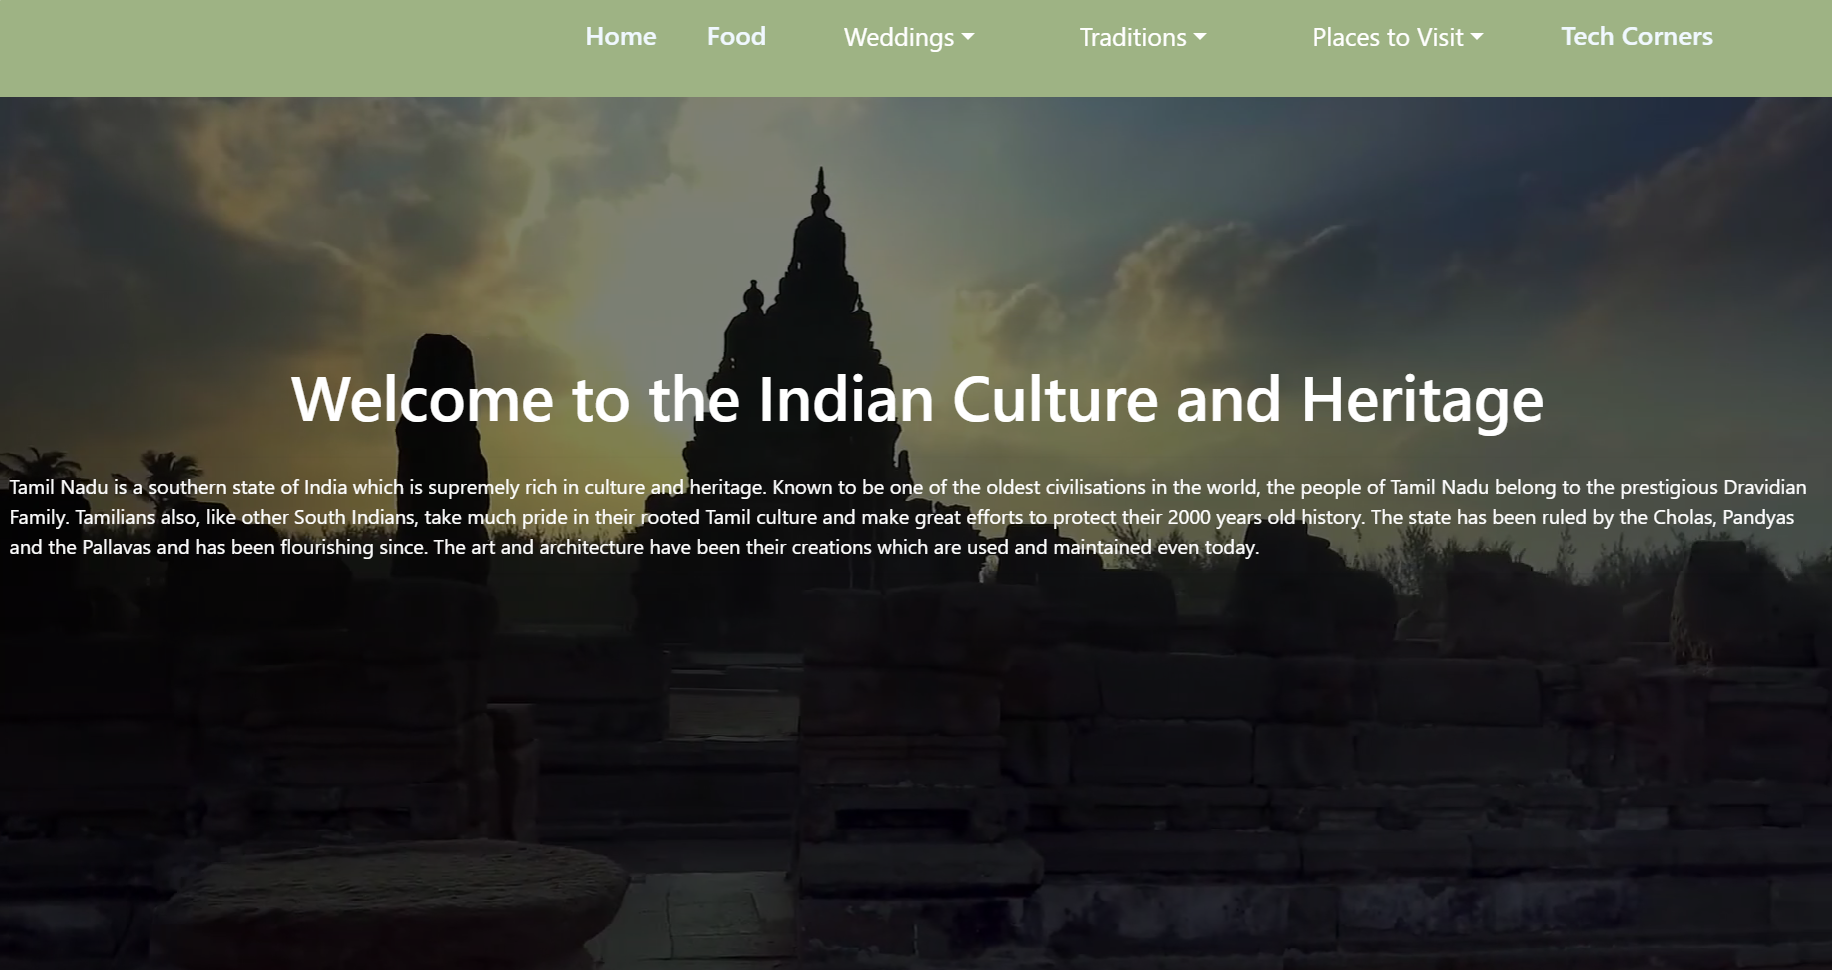 Home Food Weddings Traditions Places to Visit Tech Corners
Welcome to the Indian Culture and Heritage
Tamil Nadu is a southern state of India which is supremely rich in culture and heritage. Known to be one of the oldest civilisations in the world, the people of Tamil Nadu belong to the prestigious Dravidian
Family. Tamilians also, like other South Indians, take much pride in their rooted Tamil culture and make great efforts to protect their 2000 years old history. The state has been ruled by the Cholas, Pandyas
and the Pallavas and has been flourishing since. The art and architecture have been their creations which are used and maintained even today.